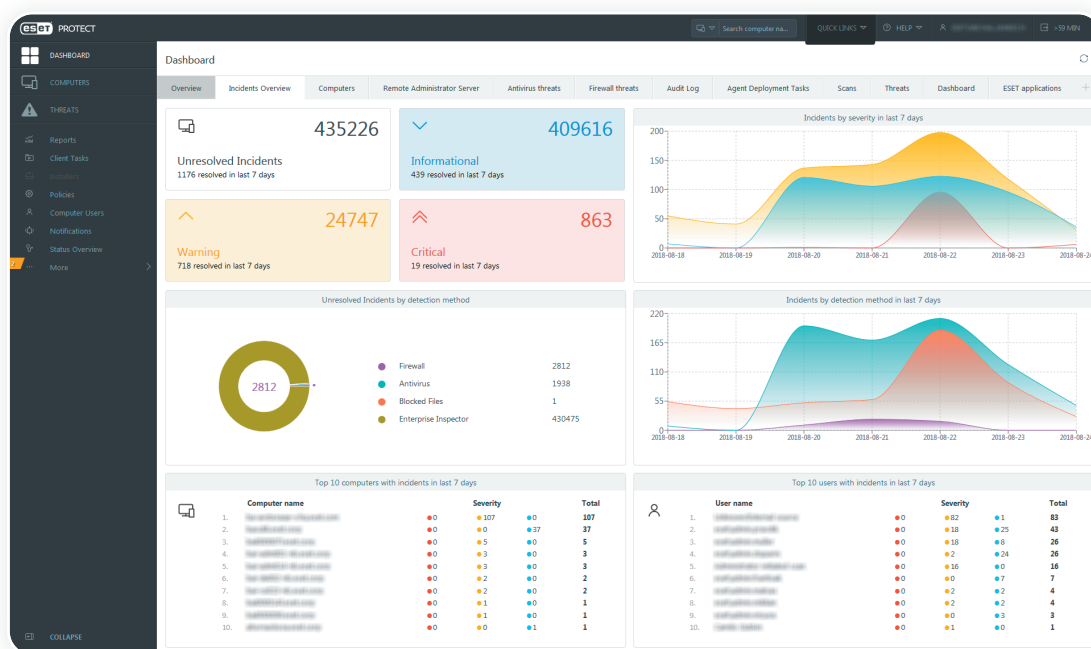 eset PROTECT
Search computer na...
QUICK LINKS
HELP
>59 MIN
DASHBOARD
COMPUTERS
THREATS
Reports
Client Tasks
Installers
Policies
Computer Users
Notifications
Status Overview
More
COLLAPSE
Dashboard
Overview Incidents Overview Computers Remote Administrator Server Antivirus threats Firewall threats Audit Log Agent Deployment Tasks Scans Threats Dashboard ESET applications
435226
Unresolved Incidents
1176 resolved in last 7 days
409616
Informational
439 resolved in last 7 days
24747
Warning
718 resolved in last 7 days
863
Critical
19 resolved in last 7 days
Incidents by severity in last 7 days
200
150
100
50
0
2018-08-18 2018-08-19 2018-08-20 2018-08-21 2018-08-22 2018-08-23 2018-08-24
Unresolved Incidents by detection method
2812
Firewall 2812
Antivirus 1938
Blocked Files 1
Enterprise Inspector 430475
Incidents by detection method in last 7 days
220
165
110
55
0
2018-08-18 2018-08-19 2018-08-20 2018-08-21 2018-08-22 2018-08-23 2018-08-24
Top 10 computers with incidents in last 7 days
Computer name Severity Total
1. 0 107 0 107
2. 0 0 37 37
3. 0 5 0 5
4. 0 3 0 3
5. 0 3 0 3
6. 0 2 0 2
7. 0 2 0 2
8. 0 1 0 1
9. 0 1 0 1
10. 0 0 1 1
Top 10 users with incidents in last 7 days
User name Severity Total
1. 0 82 1 83
2. 0 18 25 43
3. 0 18 8 26
4. 0 2 24 26
5. 0 16 0 16
6. 0 0 7 7
7. 0 2 2 4
8. 0 2 2 4
9. 0 0 3 3
10. 0 1 0 1